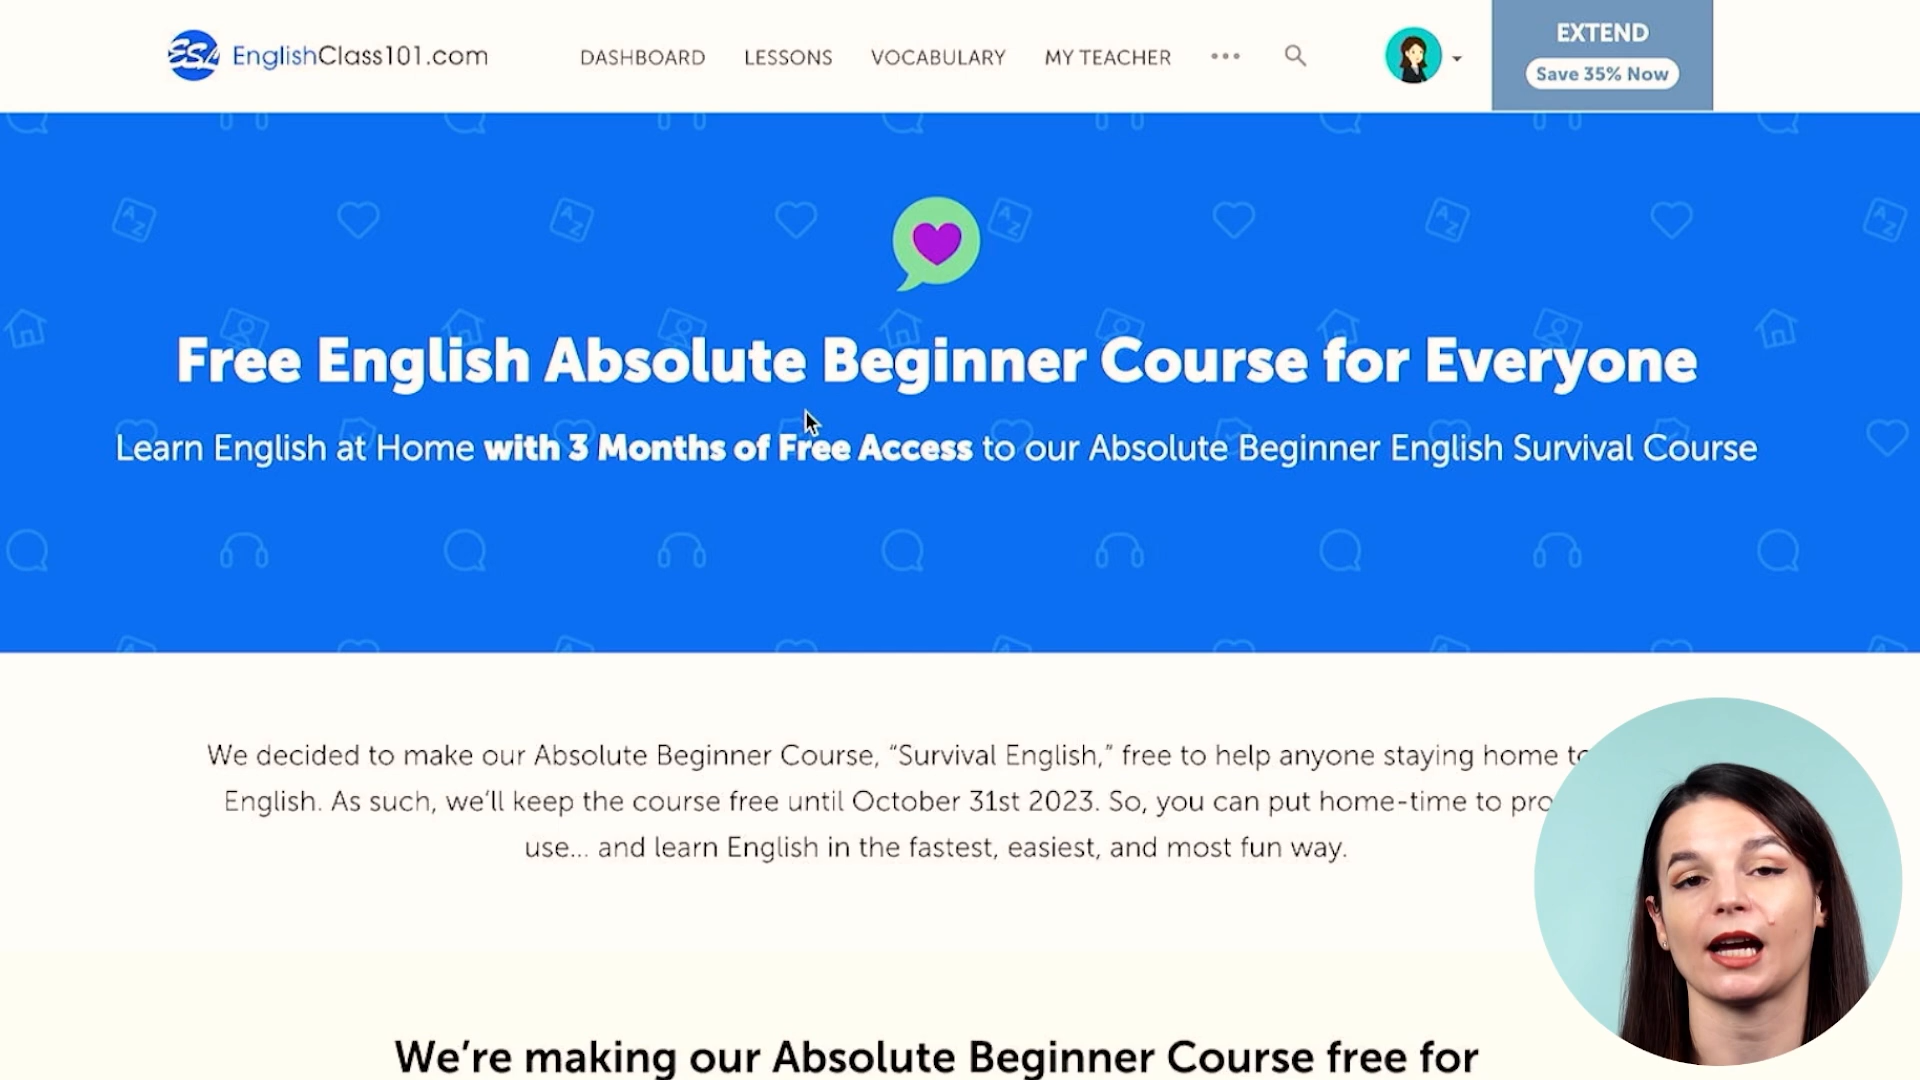 ESL EnglishClass101.com DASHBOARD LESSONS VOCABULARY MY TEACHER
EXTEND
Save 35% Now
Free English Absolute Beginner Course for Everyone
Learn English at Home with 3 Months of Free Access to our Absolute Beginner English Survival Course
We decided to make our Absolute Beginner Course, “Survival English,” free to help anyone staying home
English. As such, we’ll keep the course free until October 31st 2023. So, you can put home-time to
use... and learn English in the fastest, easiest, and most fun way.
We’re making our Absolute Beginner Course free for